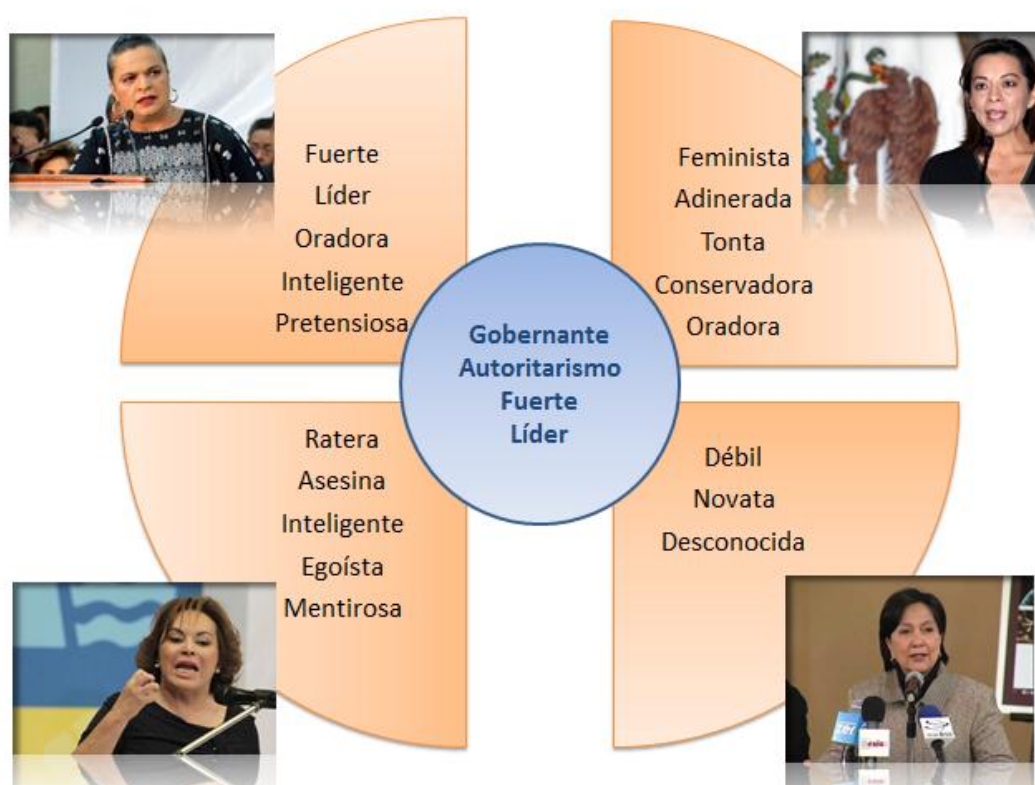 Fuerte
Líder
Oradora
Inteligente
Pretensiosa
Feminista
Adinerada
Tonta
Conservadora
Oradora
Gobernante
Autoritarismo
Fuerte
Líder
Ratera
Asesina
Inteligente
Egoísta
Mentirosa
Débil
Novata
Desconocida